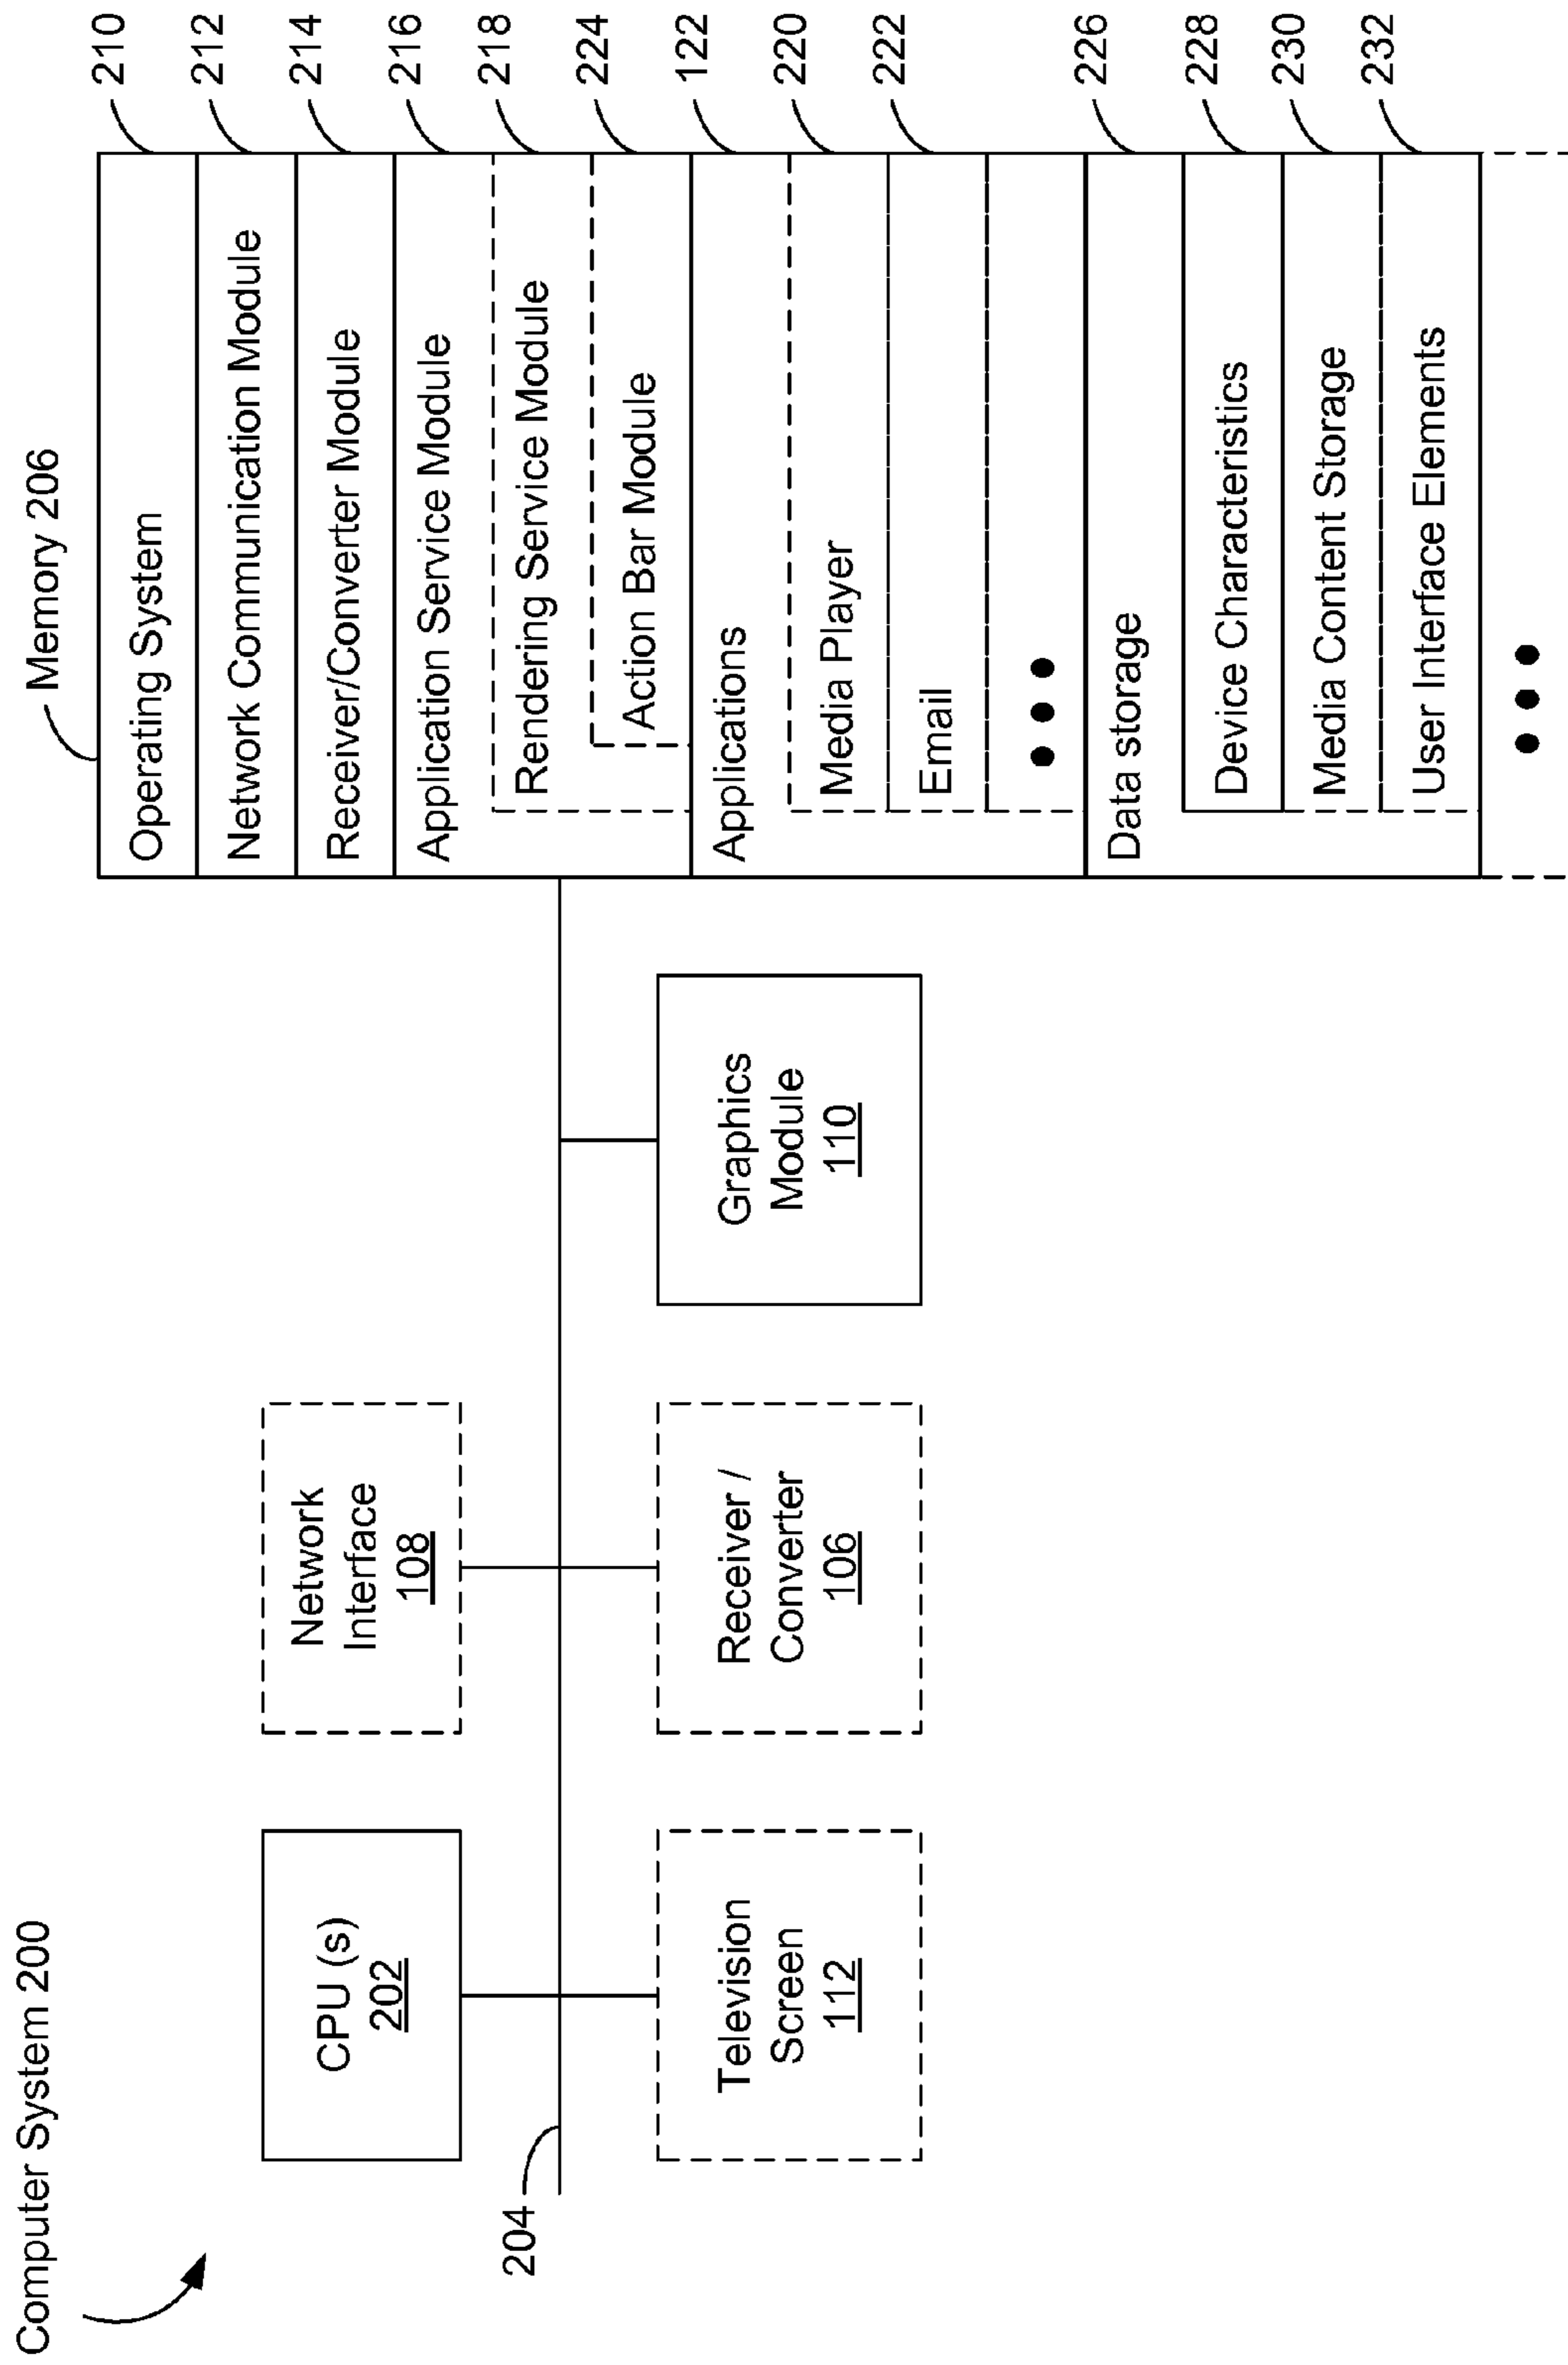 Computer System 200
CPU (s)
202
Network
Interface
108
204
Television
Screen
112
Receiver /
Converter
106
Graphics
Module
110
Memory 206
Operating System
210
Network Communication Module
212
Receiver/Converter Module
214
Application Service Module
216
Rendering Service Module
218
Action Bar Module
224
Applications
122
Media Player
220
Email
222
Data storage
226
Device Characteristics
228
Media Content Storage
230
User Interface Elements
232